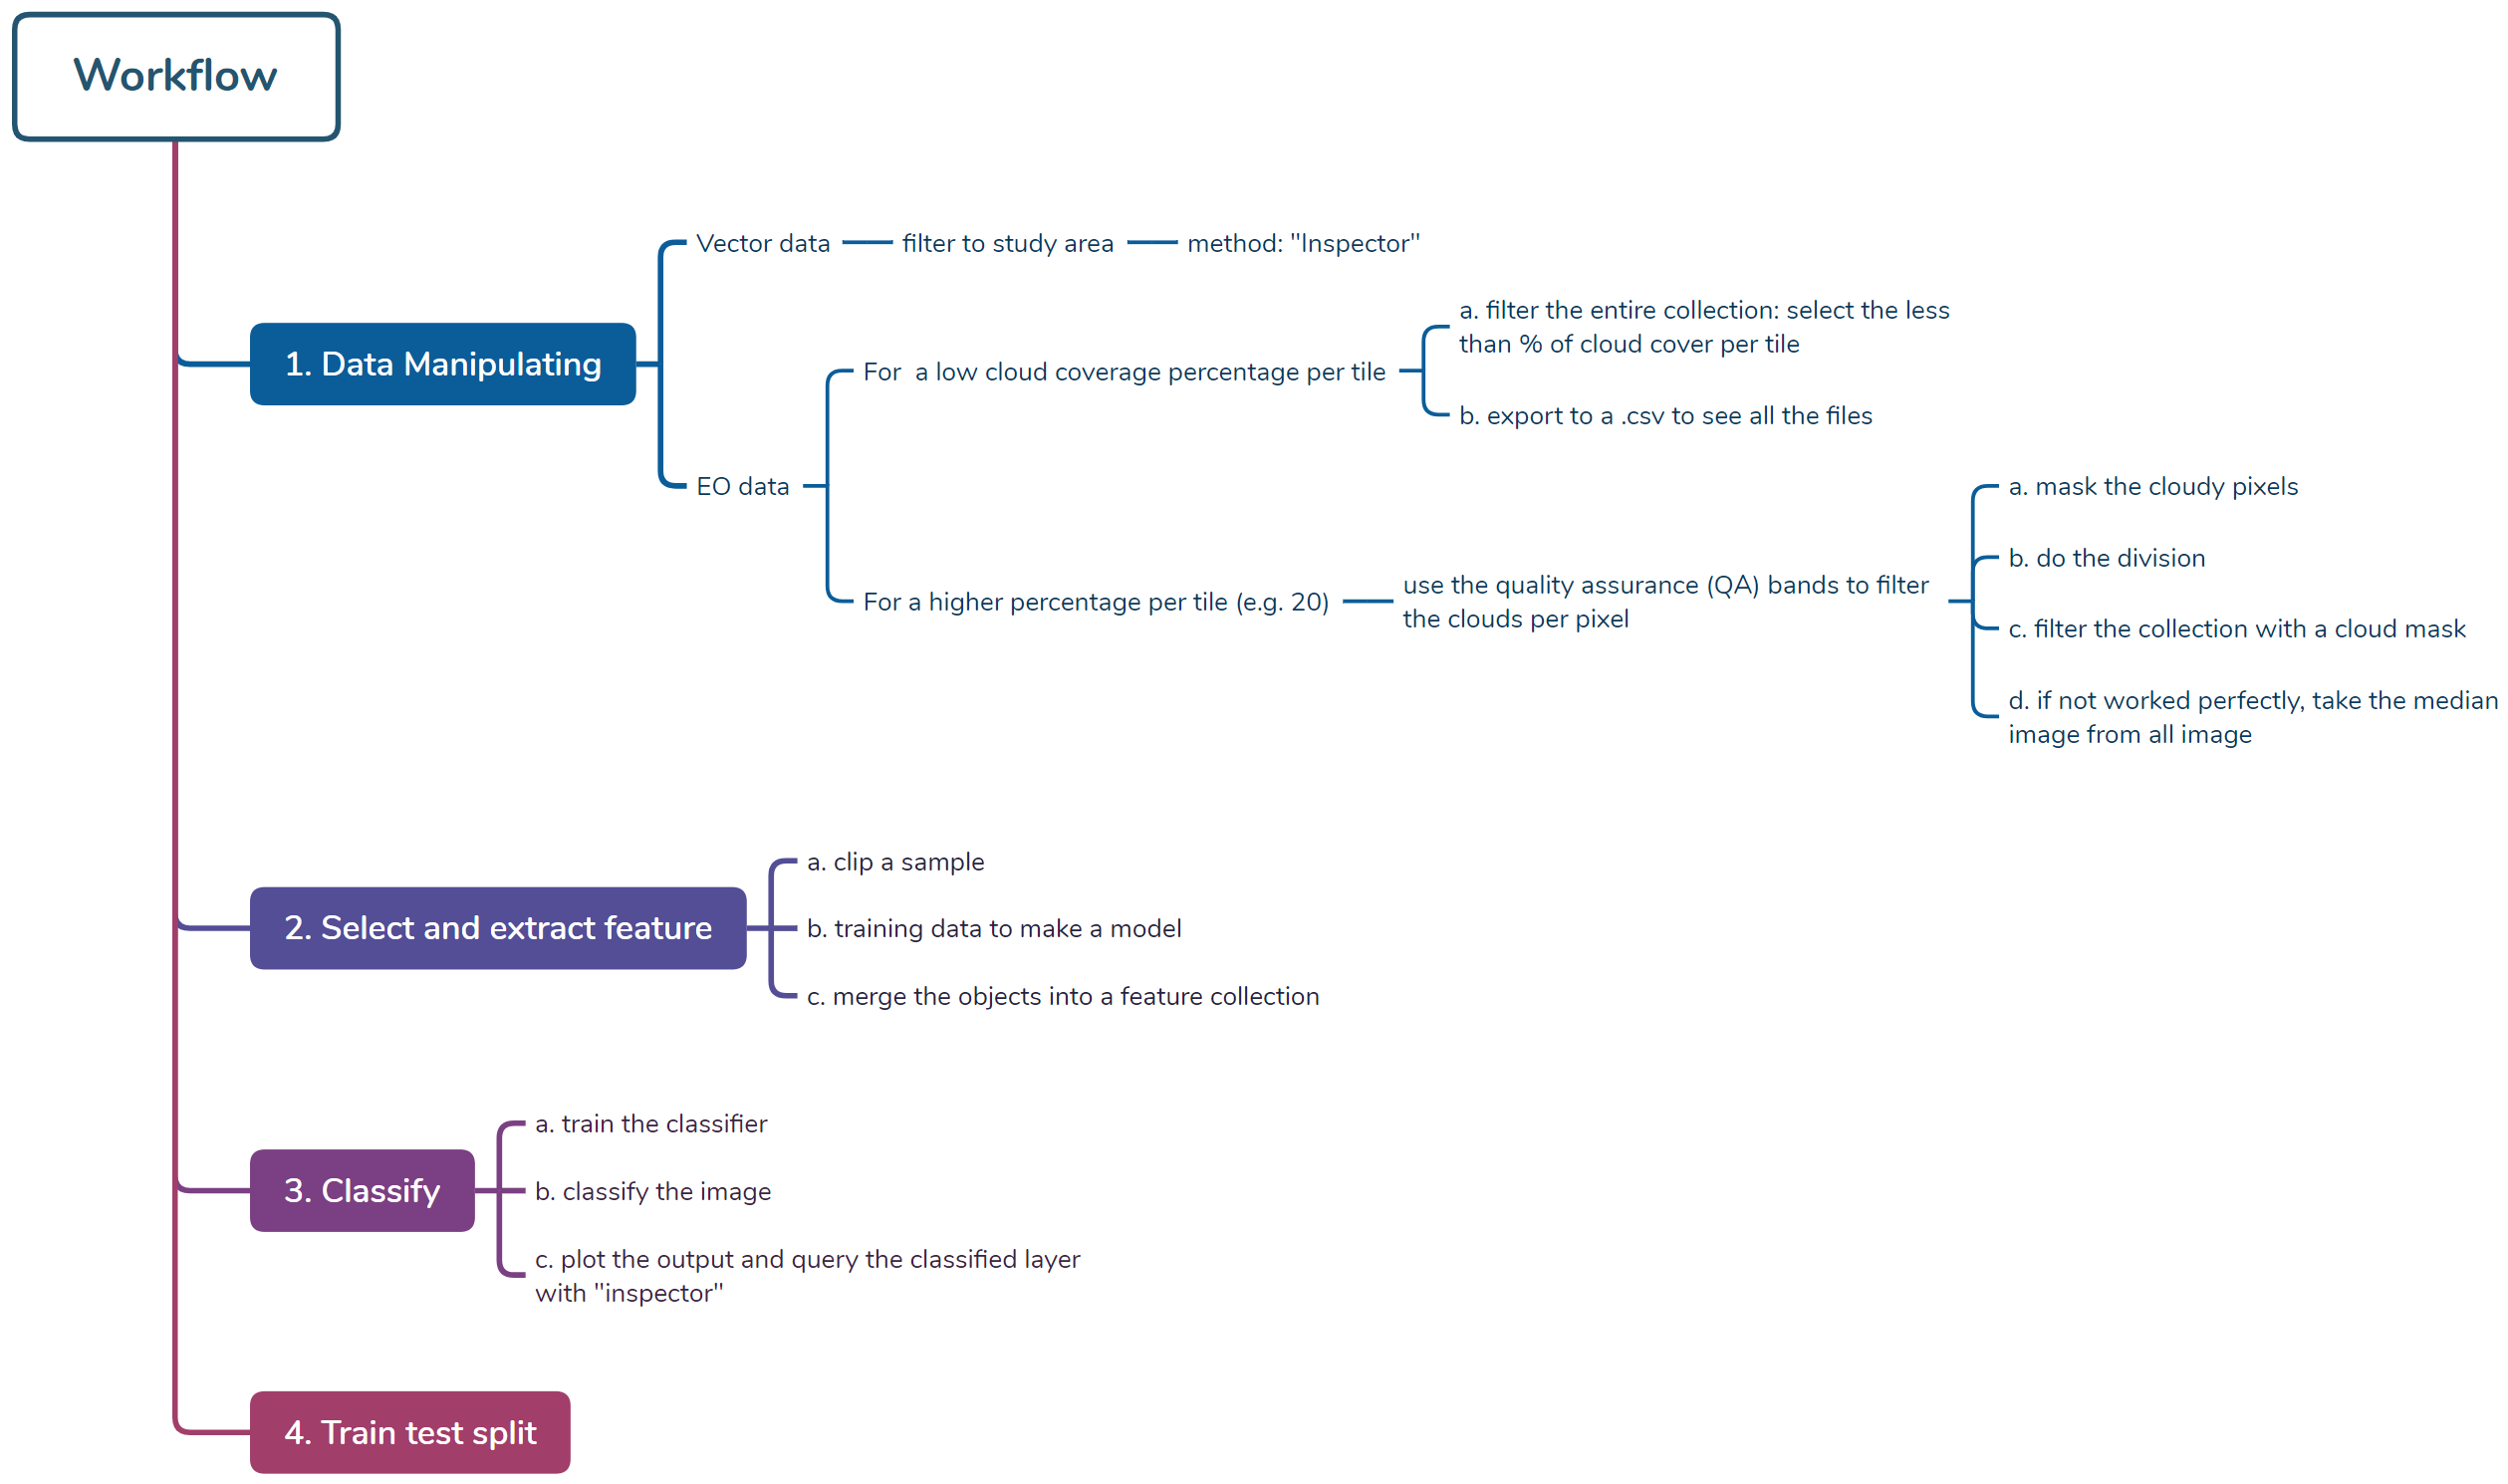 Workflow
1. Data Manipulating
Vector data
filter to study area
method: "Inspector"
EO data
For  a low cloud coverage percentage per tile
a. filter the entire collection: select the less
than % of cloud cover per tile
b. export to a .csv to see all the files
For a higher percentage per tile (e.g. 20)
use the quality assurance (QA) bands to filter
the clouds per pixel
a. mask the cloudy pixels
b. do the division
c. filter the collection with a cloud mask
d. if not worked perfectly, take the median
image from all image
2. Select and extract feature
a. clip a sample
b. training data to make a model
c. merge the objects into a feature collection
3. Classify
a. train the classifier
b. classify the image
c. plot the output and query the classified layer
with "inspector"
4. Train test split